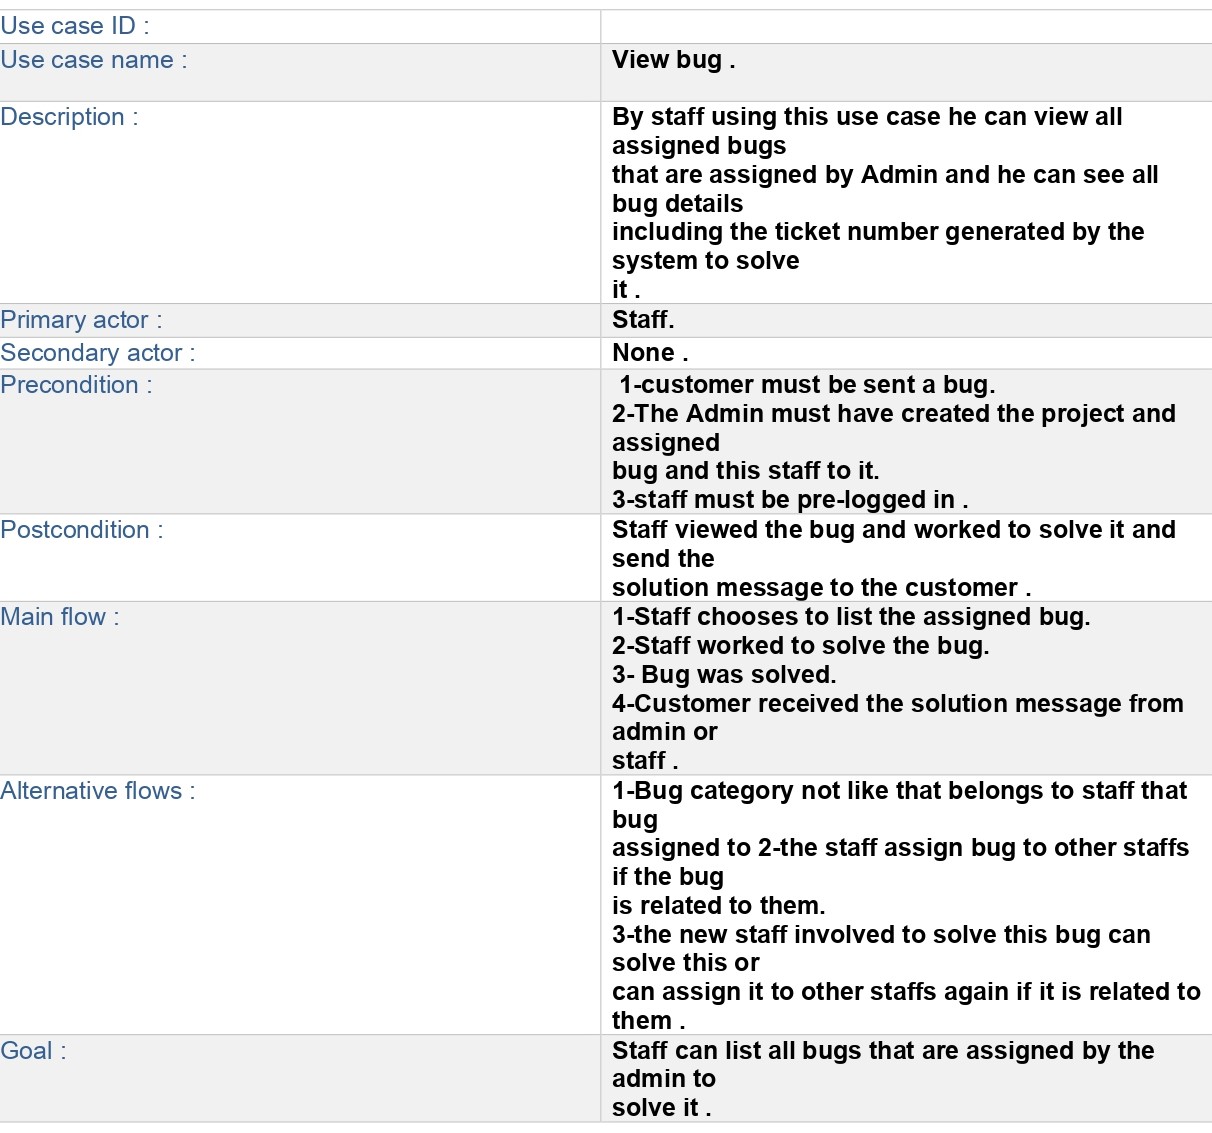 Use case ID :
Use case name :
View bug .
Description :
By staff using this use case he can view all
assigned bugs
that are assigned by Admin and he can see all
bug details
including the ticket number generated by the
system to solve
it .
Primary actor :
Staff.
Secondary actor :
None .
Precondition :
1-customer must be sent a bug.
2-The Admin must have created the project and
assigned
bug and this staff to it.
3-staff must be pre-logged in .
Postcondition :
Staff viewed the bug and worked to solve it and
send the
solution message to the customer .
Main flow :
1-Staff chooses to list the assigned bug.
2-Staff worked to solve the bug.
3- Bug was solved.
4-Customer received the solution message from
admin or
staff .
Alternative flows :
1-Bug category not like that belongs to staff that
bug
assigned to 2-the staff assign bug to other staffs
if the bug
is related to them.
3-the new staff involved to solve this bug can
solve this or
can assign it to other staffs again if it is related to
them .
Goal :
Staff can list all bugs that are assigned by the
admin to
solve it .